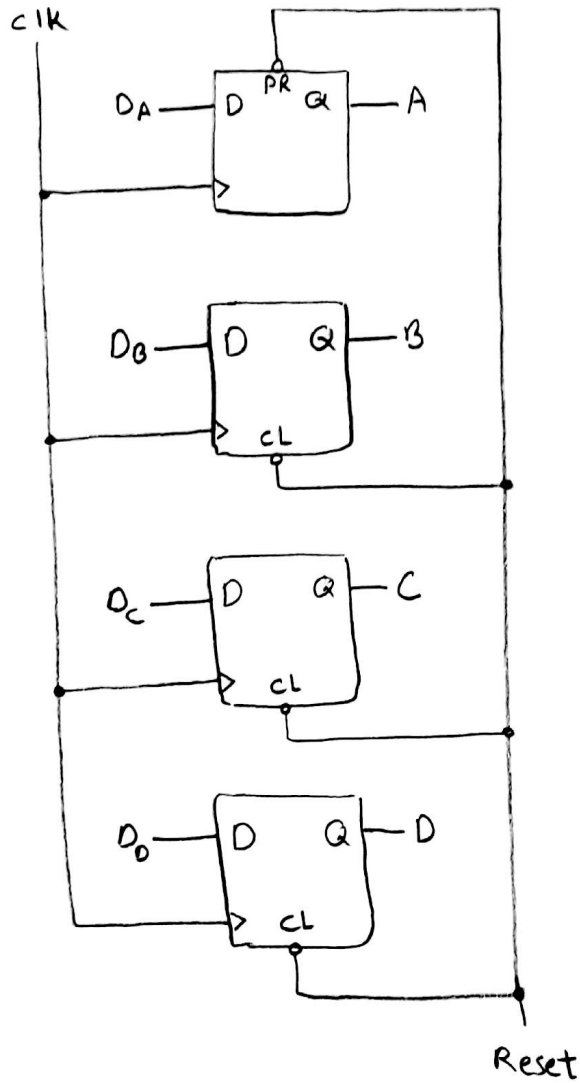 clk
PR
DA D Q A
DB D Q B
CL
DC D Q C
CL
DD D Q D
CL
Reset